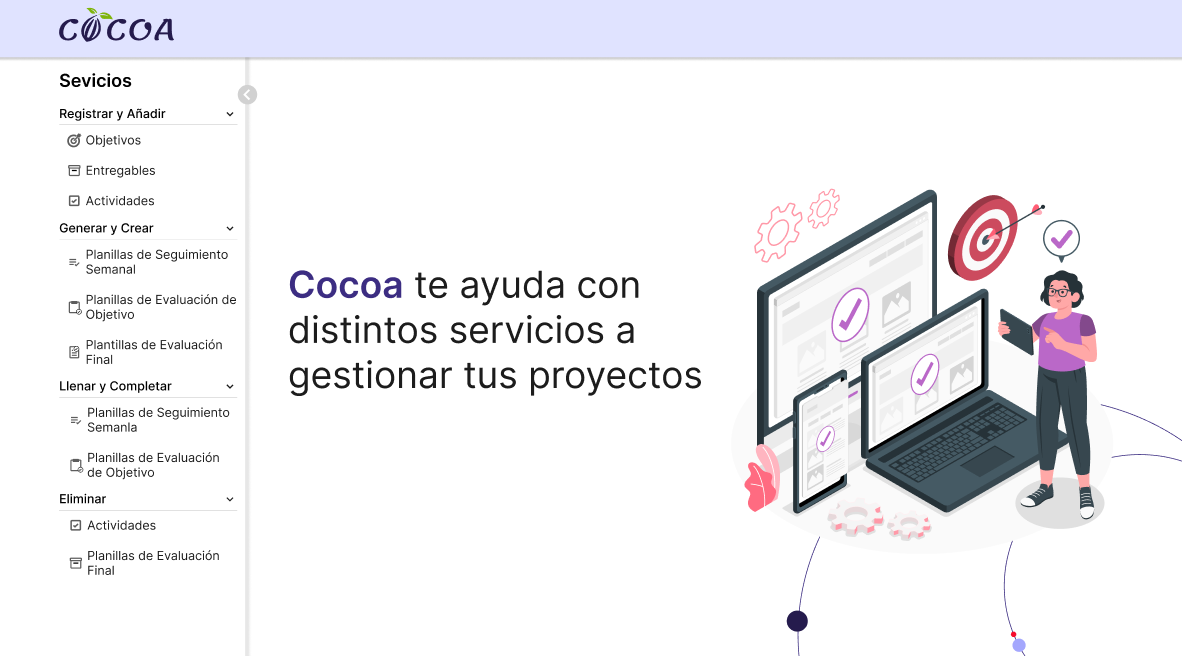 COCOA
Sevicios
Registrar y Añadir
Objetivos
Entregables
Actividades
Generar y Crear
Planillas de Seguimiento
Semanal
Planillas de Evaluación de
Objetivo
Plantillas de Evaluación
Final
Llenar y Completar
Planillas de Seguimiento
Semanla
Planillas de Evaluación
de Objetivo
Eliminar
Actividades
Planillas de Evaluación
Final
Cocoa te ayuda con
distintos servicios a
gestionar tus proyectos